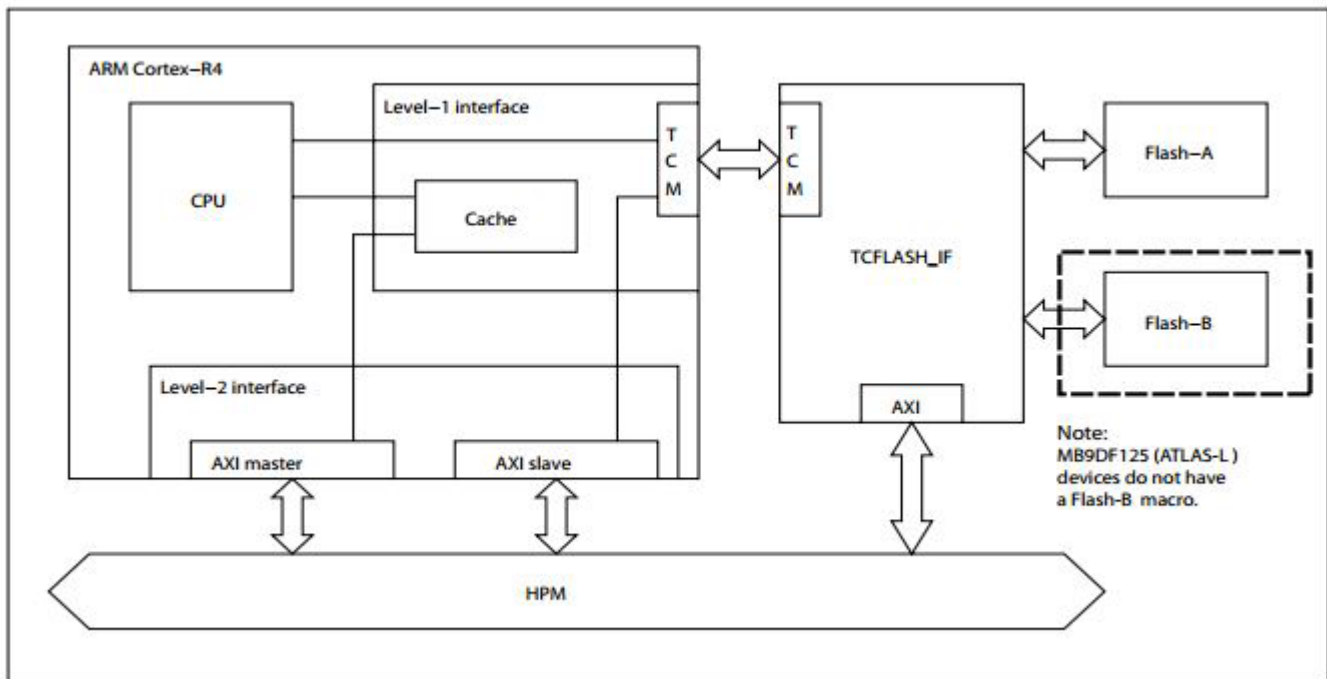 ARM Cortex-R4
Level-1 interface
T
C
M
T
C
M
CPU
Cache
TCFLASH_IF
Flash-A
Flash-B
Level-2 interface
AXI master
AXI slave
AXI
Note:
MB9DF125 (ATLAS-L )
devices do not have
a Flash-B macro.
HPM